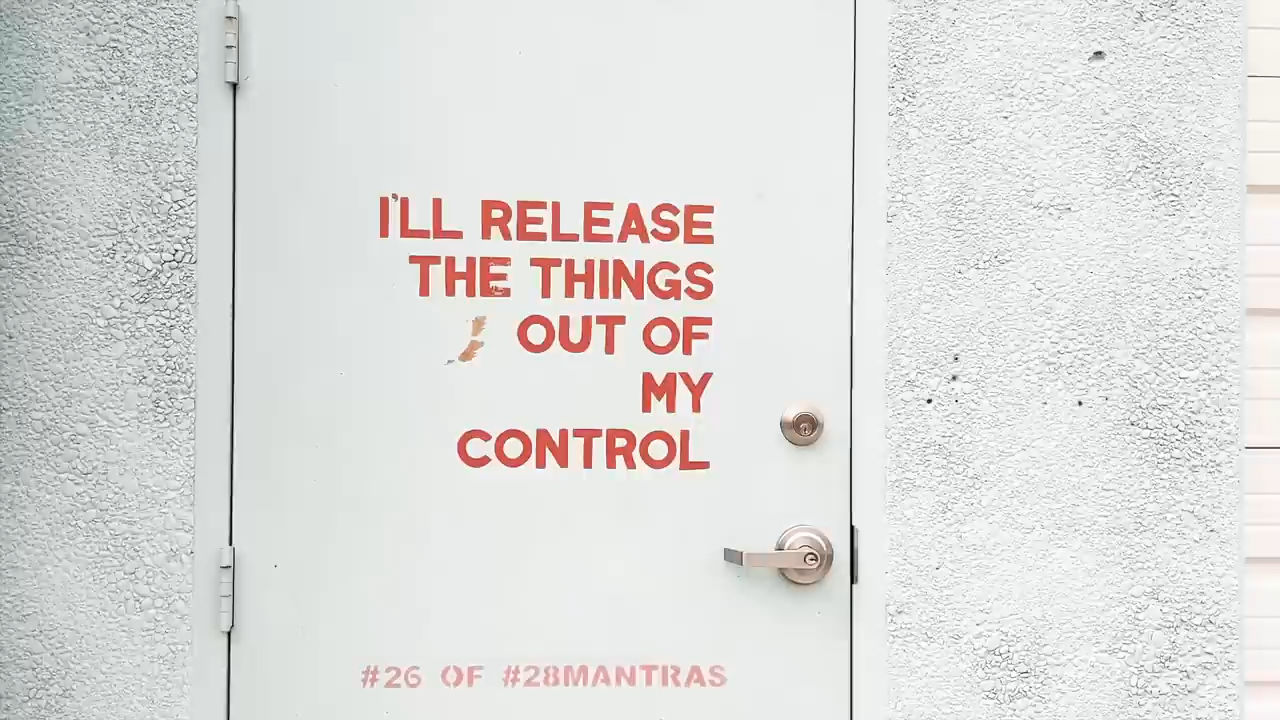 I'LL RELEASE
THE THINGS
OUT OF
MY
CONTROL
#26 OF #28MANTRAS